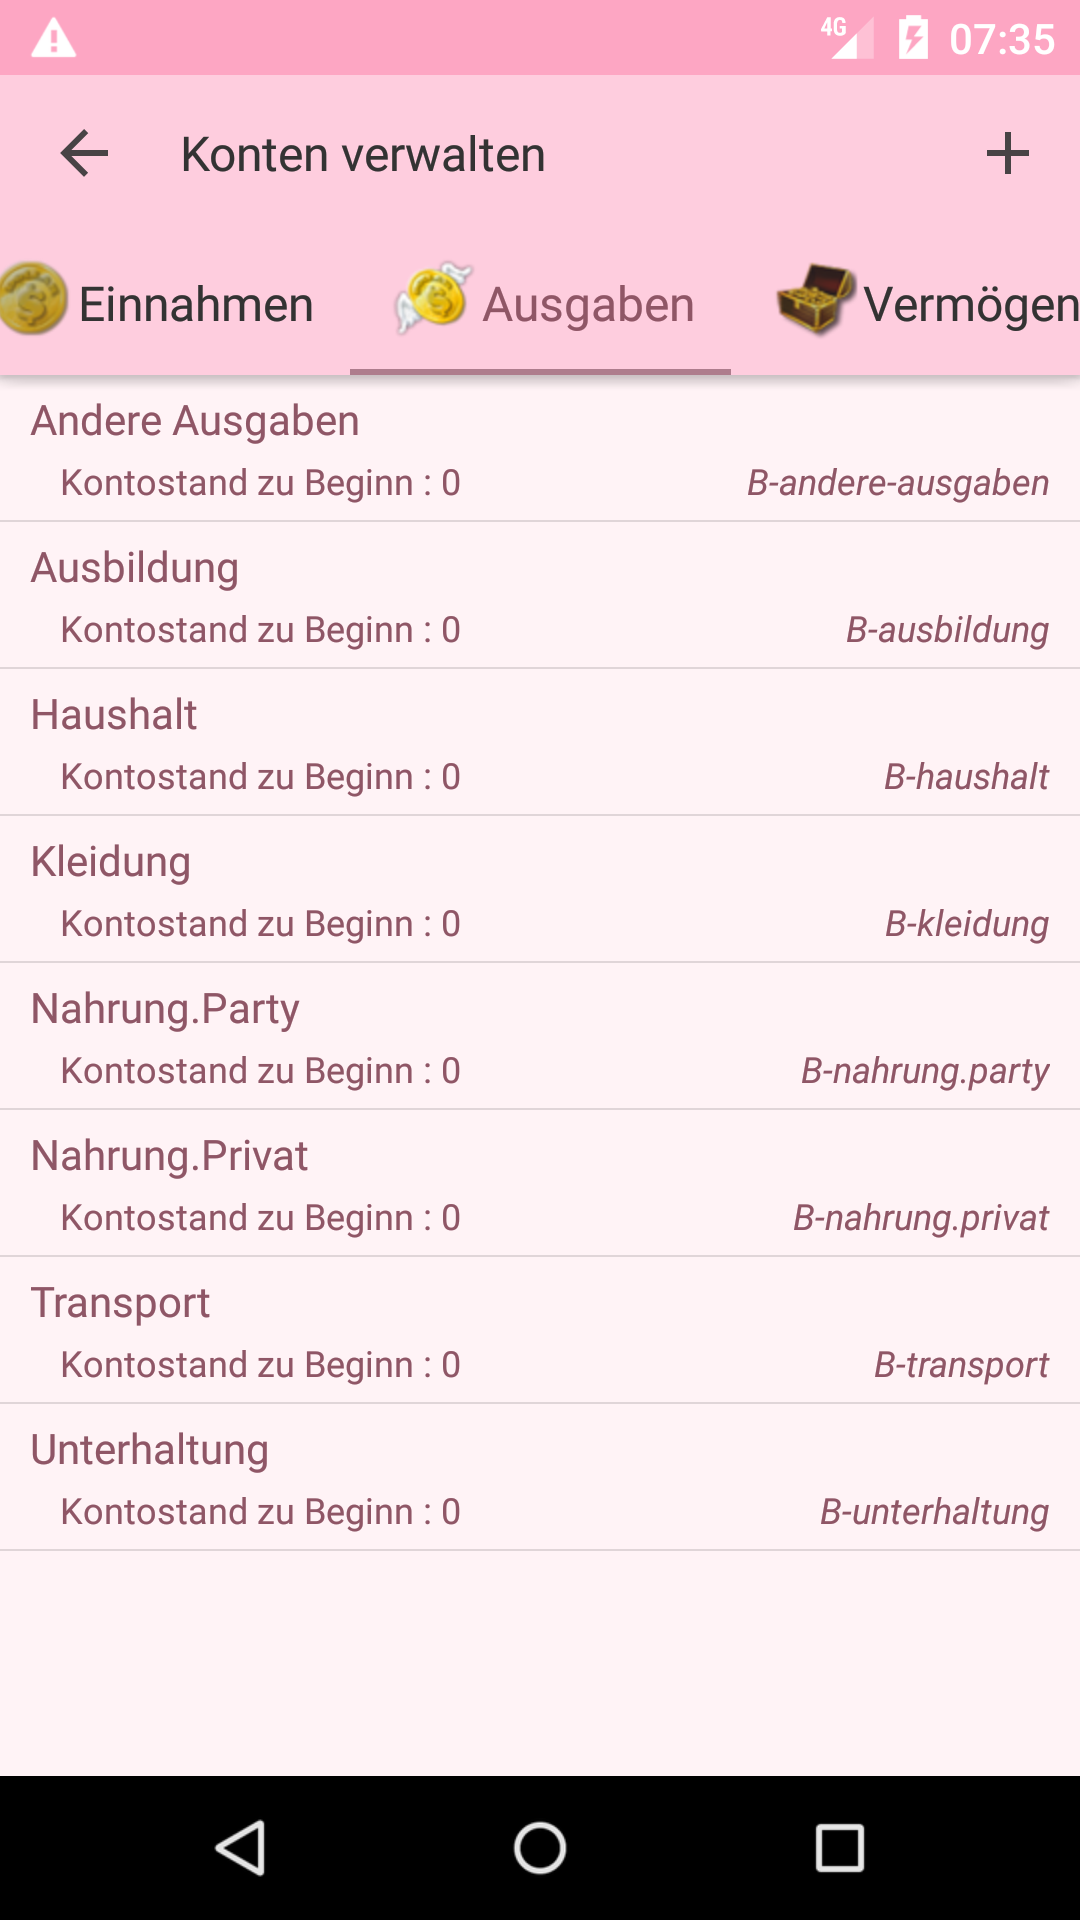 4G 07:35
Konten verwalten
Einnahmen Ausgaben Vermögen
Andere Ausgaben
Kontostand zu Beginn : 0 B-andere-ausgaben
Ausbildung
Kontostand zu Beginn : 0 B-ausbildung
Haushalt
Kontostand zu Beginn : 0 B-haushalt
Kleidung
Kontostand zu Beginn : 0 B-kleidung
Nahrung.Party
Kontostand zu Beginn : 0 B-nahrung.party
Nahrung.Privat
Kontostand zu Beginn : 0 B-nahrung.privat
Transport
Kontostand zu Beginn : 0 B-transport
Unterhaltung
Kontostand zu Beginn : 0 B-unterhaltung